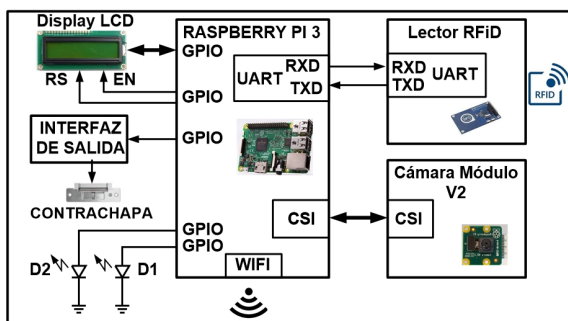 Display LCD
RS
EN
INTERFAZ
DE SALIDA
CONTRACHAPA
D2
D1
RASPBERRY PI 3
GPIO
UART
RXD
TXD
GPIO
GPIO
CSI
GPIO
GPIO
WIFI
Lector RFiD
RXD
TXD
UART
RFID
Cámara Módulo
V2
CSI